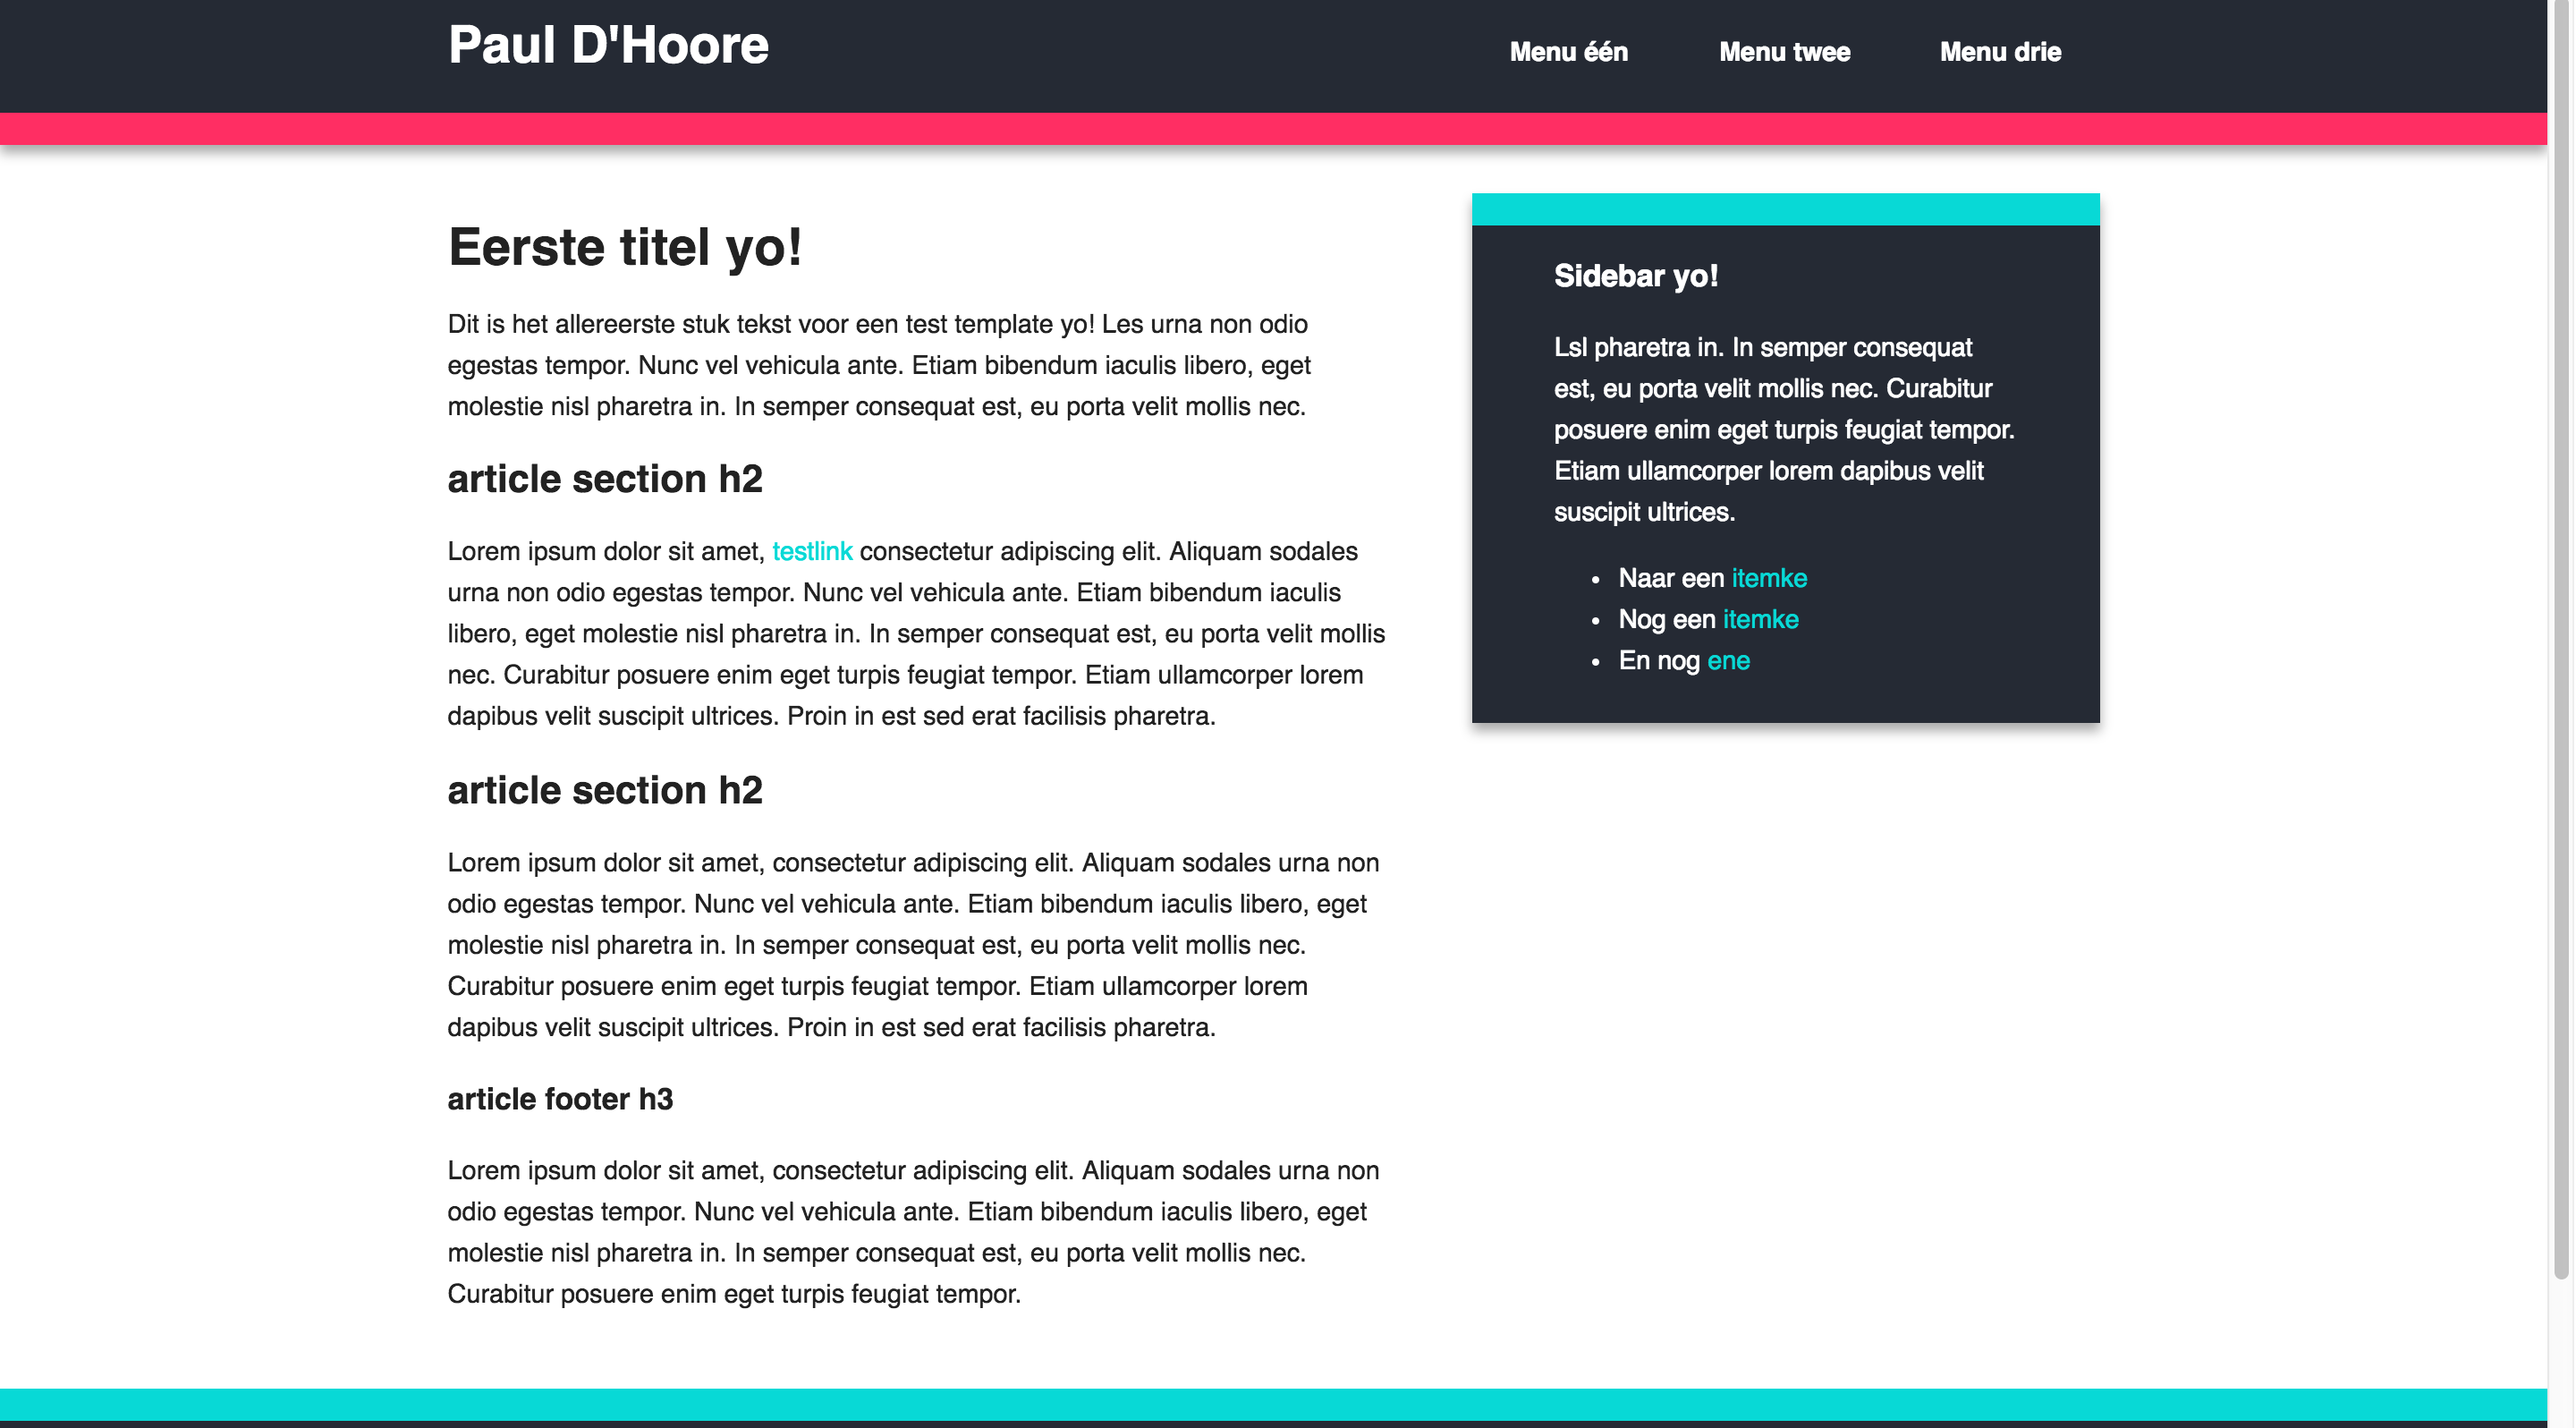 Paul D'Hoore
Menu één
Menu twee
Menu drie
Eerste titel yo!
Dit is het allereerste stuk tekst voor een test template yo! Les urna non odio
egestas tempor. Nunc vel vehicula ante. Etiam bibendum iaculis libero, eget
molestie nisl pharetra in. In semper consequat est, eu porta velit mollis nec.
article section h2
Lorem ipsum dolor sit amet, testlink consectetur adipiscing elit. Aliquam sodales
urna non odio egestas tempor. Nunc vel vehicula ante. Etiam bibendum iaculis
libero, eget molestie nisl pharetra in. In semper consequat est, eu porta velit mollis
nec. Curabitur posuere enim eget turpis feugiat tempor. Etiam ullamcorper lorem
dapibus velit suscipit ultrices. Proin in est sed erat facilisis pharetra.
article section h2
Lorem ipsum dolor sit amet, consectetur adipiscing elit. Aliquam sodales urna non
odio egestas tempor. Nunc vel vehicula ante. Etiam bibendum iaculis libero, eget
molestie nisl pharetra in. In semper consequat est, eu porta velit mollis nec.
Curabitur posuere enim eget turpis feugiat tempor. Etiam ullamcorper lorem
dapibus velit suscipit ultrices. Proin in est sed erat facilisis pharetra.
article footer h3
Lorem ipsum dolor sit amet, consectetur adipiscing elit. Aliquam sodales urna non
odio egestas tempor. Nunc vel vehicula ante. Etiam bibendum iaculis libero, eget
molestie nisl pharetra in. In semper consequat est, eu porta velit mollis nec.
Curabitur posuere enim eget turpis feugiat tempor.
Sidebar yo!
Lsl pharetra in. In semper consequat
est, eu porta velit mollis nec. Curabitur
posuere enim eget turpis feugiat tempor.
Etiam ullamcorper lorem dapibus velit
suscipit ultrices.
• Naar een itemke
• Nog een itemke
• En nog ene